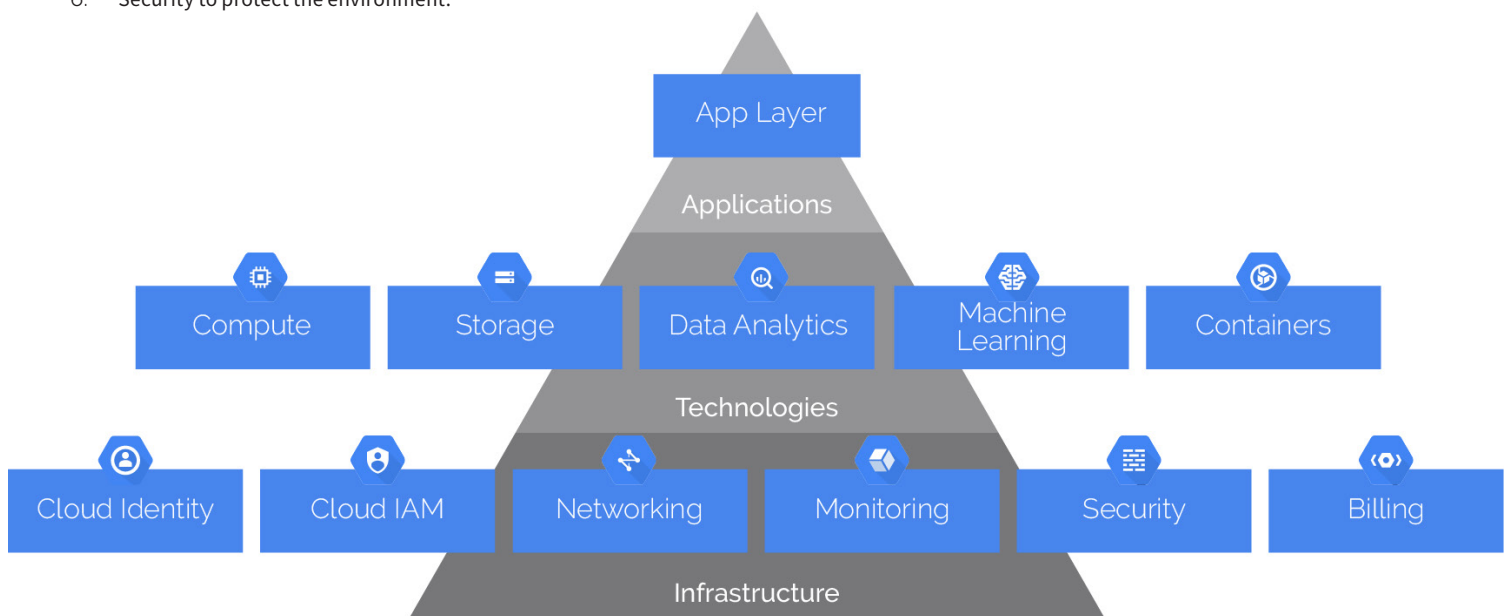 Security to protect the environment.
App Layer
Applications
Compute
Storage
Data Analytics
Machine
Learning
Containers
Technologies
Cloud Identity
Cloud IAM
Networking
Monitoring
Security
Billing
Infrastructure